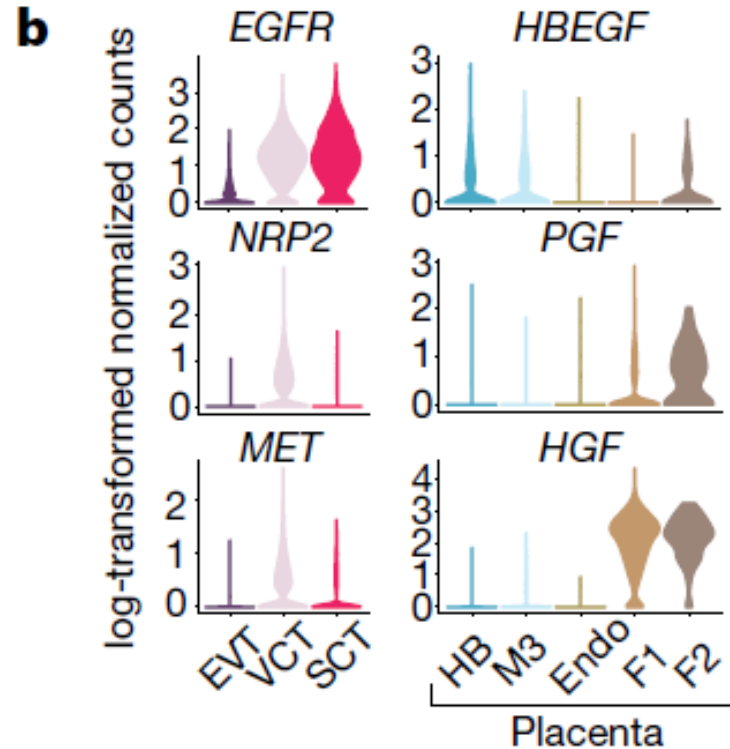 b
EGFR
HBEGF
log-transformed normalized counts
3
2
1
0
3
2
1
0
NRP2
PGF
3
2
1
0
3
2
1
0
MET
HGF
2
1
0
4
3
2
1
0
EVT
VCT
SCT
HB
M3
Endo
F1
F2
Placenta